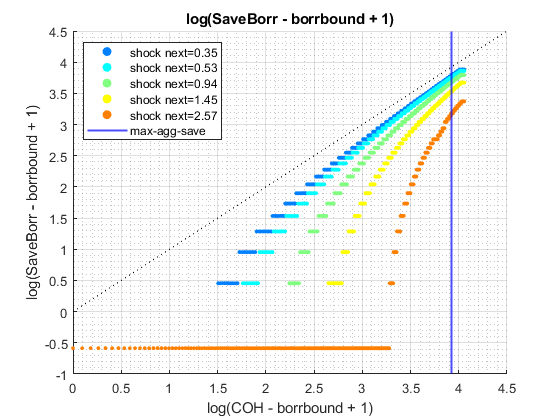 log(SaveBorr - borrbound + 1)
4.5
4
3.5
3
2.5
2
1.5
1
0.5
0
-0.5
-1
log(SaveBorr - borrbound + 1)
shock next=0.35
shock next=0.53
shock next=0.94
shock next=1.45
shock next=2.57
max-agg-save
0 0.5 1 1.5 2 2.5 3 3.5 4 4.5
log(COH - borrbound + 1)